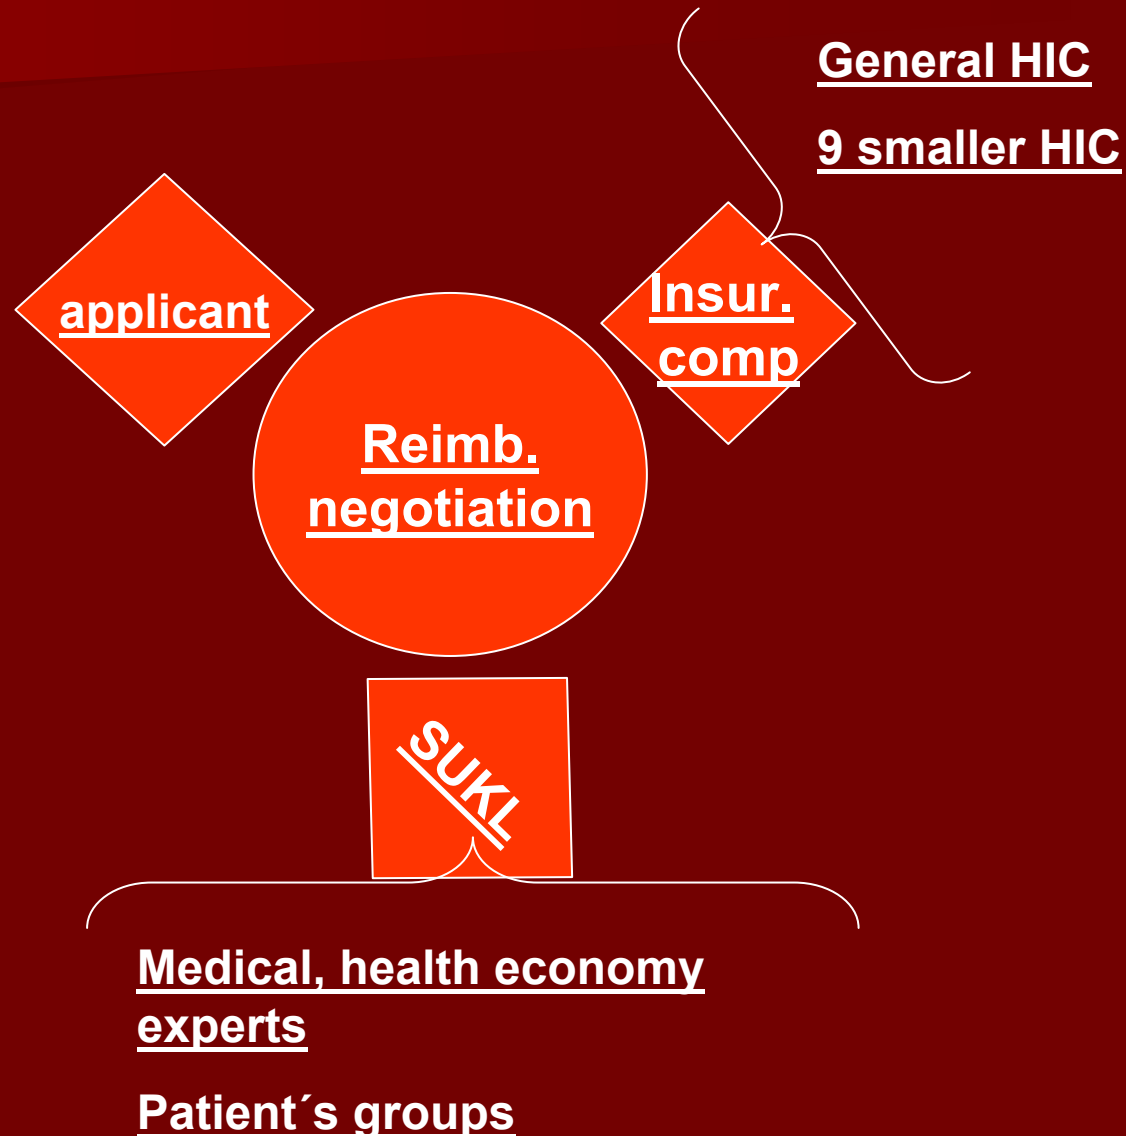 General HIC
9 smaller HIC
applicant
Insur.
comp
Reimb.
negotiation
SUKL
Medical, health economy
experts
Patient´s groups